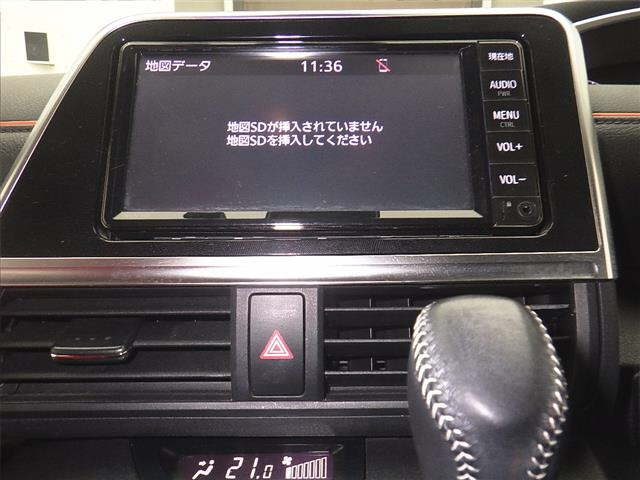 地図データ 11:36 現在地
AUDIO
PWR
MENU
CTRL
VOL+
VOL−
地図SDが挿入されていません
地図SDを挿入してください
21.0